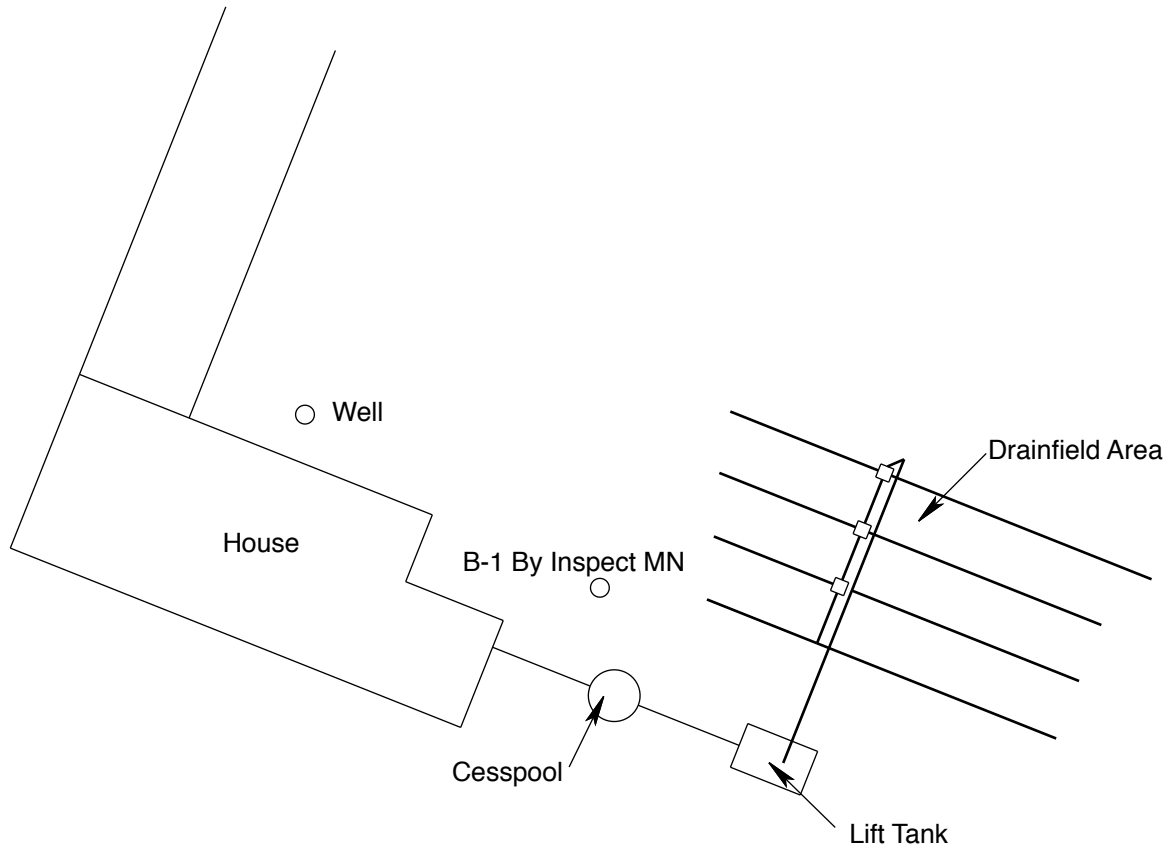 Well
Drainfield Area
House
B-1 By Inspect MN
Cesspool
Lift Tank